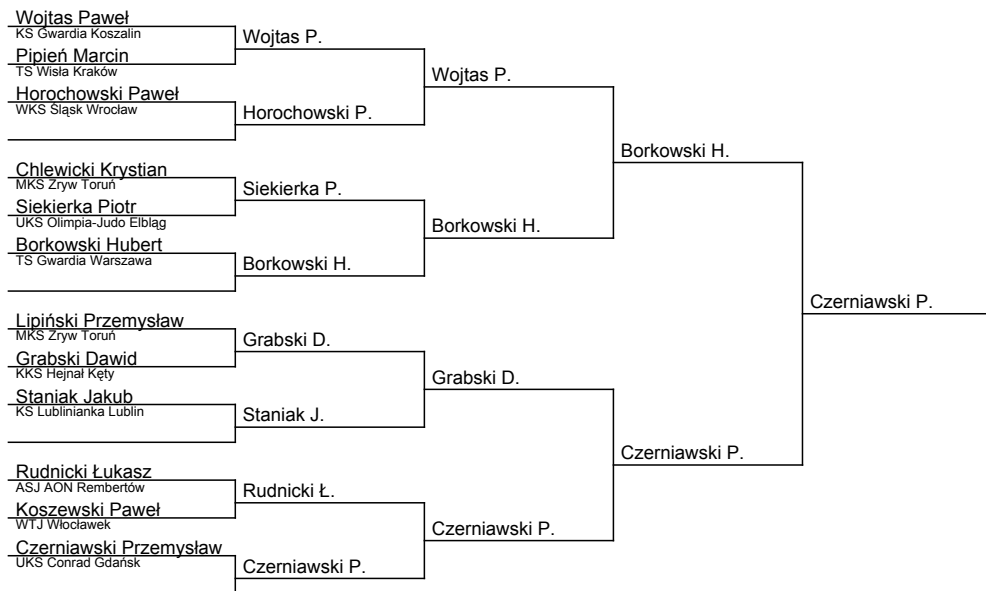 Wojtas Paweł
KS Gwardia Koszalin
Pipień Marcin
TS Wisła Kraków
Horochowski Paweł
WKS Śląsk Wrocław
Chlewicki Krystian
MKS Zryw Toruń
Siekierka Piotr
UKS Olimpia-Judo Elbląg
Borkowski Hubert
TS Gwardia Warszawa
Lipiński Przemysław
MKS Zryw Toruń
Grabski Dawid
KKS Hejnał Kęty
Staniak Jakub
KS Lublinianka Lublin
Rudnicki Łukasz
ASJ AON Rembertów
Koszewski Paweł
WTJ Włocławek
Czerniawski Przemysław
UKS Conrad Gdańsk
Wojtas P.
Horochowski P.
Siekierka P.
Borkowski H.
Grabski D.
Staniak J.
Rudnicki Ł.
Czerniawski P.
Wojtas P.
Borkowski H.
Grabski D.
Czerniawski P.
Borkowski H.
Czerniawski P.
Czerniawski P.